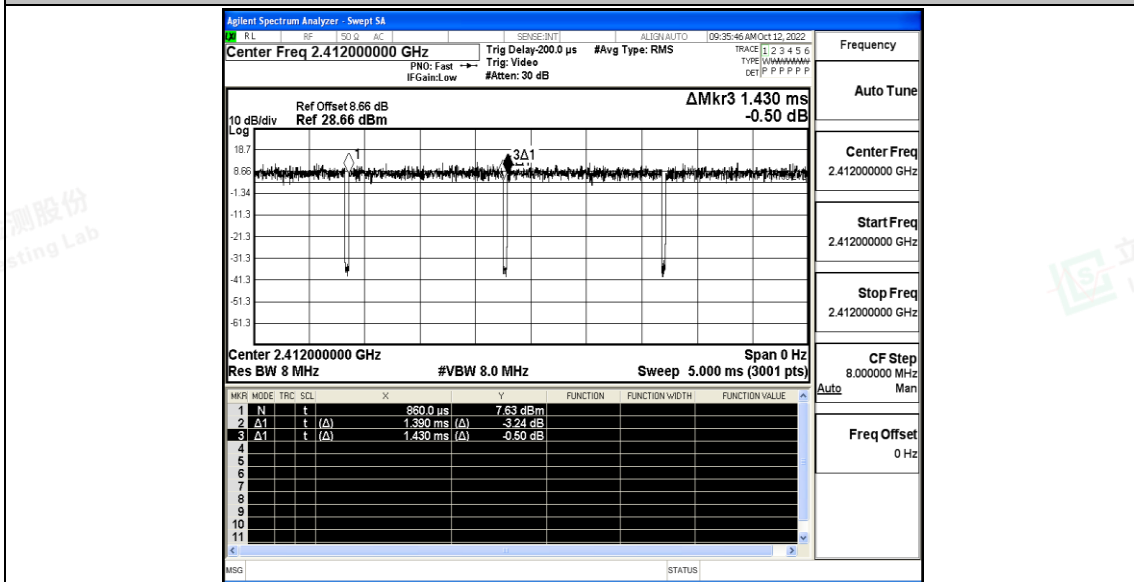 Agilent Spectrum Analyzer - Swept SA
RL RF 50 Ω AC SENSE:INT ALIGN AUTO 09:35:46 AM Oct 12, 2022
Center Freq 2.412000000 GHz
PNO: Fast
IFGain:Low
Trig Delay-200.0 µs
Trig: Video
#Atten: 30 dB
#Avg Type: RMS
TRACE 1 2 3 4 5 6
TYPE WWWWWW
DET P P P P P P
Frequency
Auto Tune
Center Freq
2.412000000 GHz
Start Freq
2.412000000 GHz
Stop Freq
2.412000000 GHz
CF Step
8.000000 MHz
Auto Man
Freq Offset
0 Hz
ΔMkr3 1.430 ms
-0.50 dB
Ref Offset 8.66 dB
10 dB/div Ref 28.66 dBm
Log
18.7
8.66
-1.34
-11.3
-21.3
-31.3
-41.3
-51.3
-61.3
1
3Δ1
Center 2.412000000 GHz Span 0 Hz
Res BW 8 MHz #VBW 8.0 MHz Sweep 5.000 ms (3001 pts)
MKR MODE TRC SCL X Y FUNCTION FUNCTION WIDTH FUNCTION VALUE
1 N t 860.0 µs 7.63 dBm
2 Δ1 t (Δ) 1.390 ms (Δ) -3.24 dB
3 Δ1 t (Δ) 1.430 ms (Δ) -0.50 dB
4
5
6
7
8
9
10
11
MSG STATUS
测股份
sting Lab
立